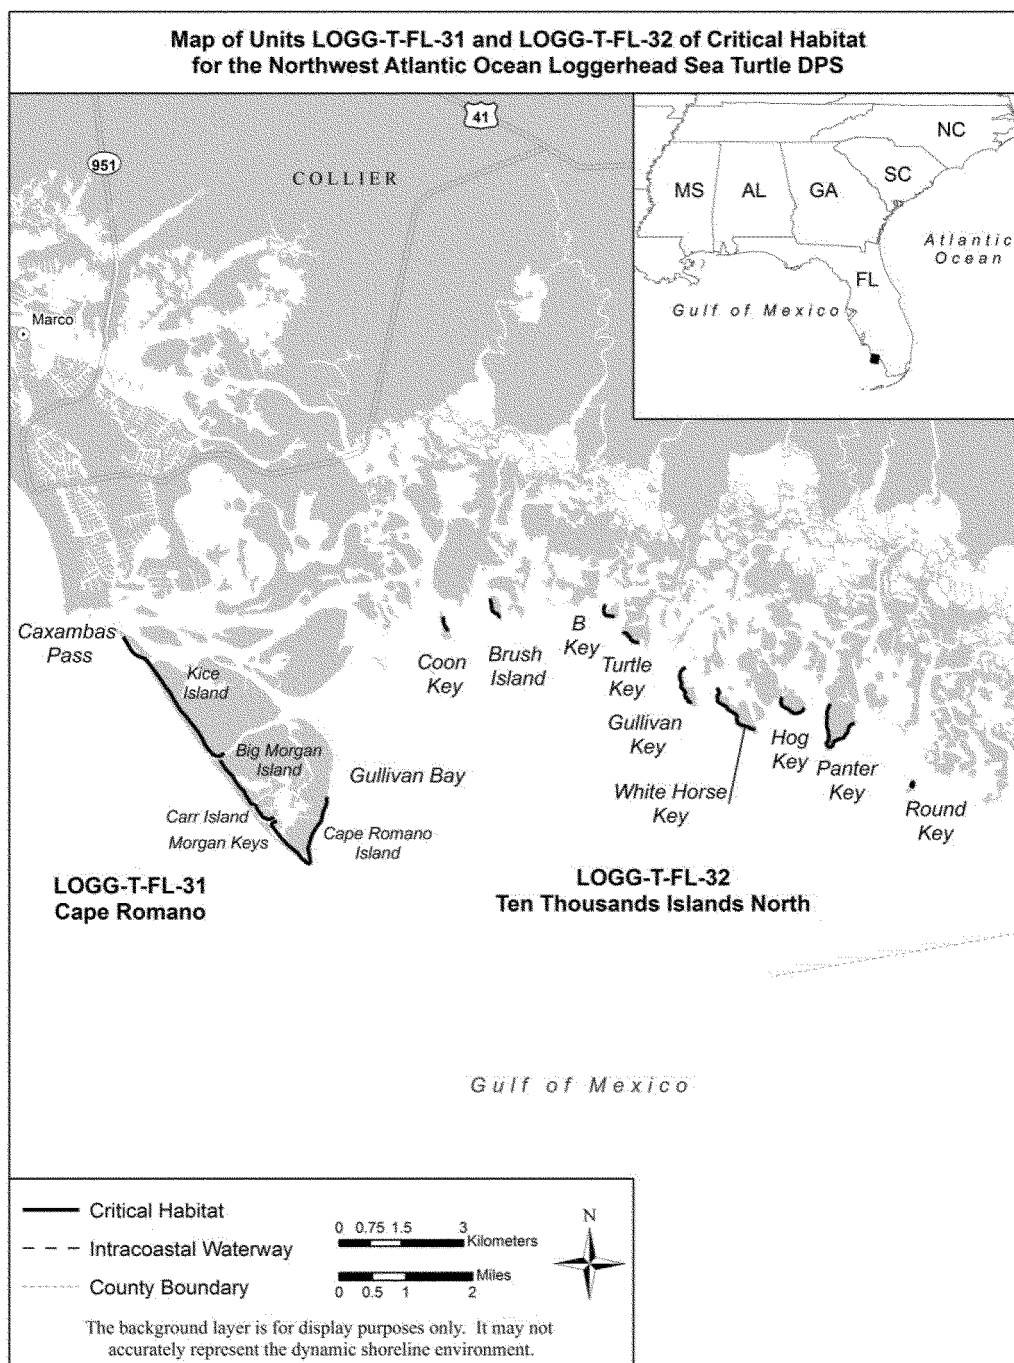 Map of Units LOGG-T-FL-31 and LOGG-T-FL-32 of Critical Habitat
for the Northwest Atlantic Ocean Loggerhead Sea Turtle DPS
41
951
COLLIER
Marco
NC
SC
MS
AL
GA
Atlantic
Ocean
FL
Gulf of Mexico
Caxambas
Pass
Kice
Island
Big Morgan
Island
Carr Island
Morgan Keys
Cape Romano
Island
Gullivan Bay
Coon
Key
Brush
Island
B
Key
Turtle
Key
Gullivan
Key
White Horse
Key
Hog
Key
Panter
Key
Round
Key
LOGG-T-FL-31
Cape Romano
LOGG-T-FL-32
Ten Thousands Islands North
Gulf of Mexico
Critical Habitat
Intracoastal Waterway
County Boundary
0 0.75 1.5 3
Kilometers
Miles
0 0.5 1 2
N
The background layer is for display purposes only. It may not
accurately represent the dynamic shoreline environment.